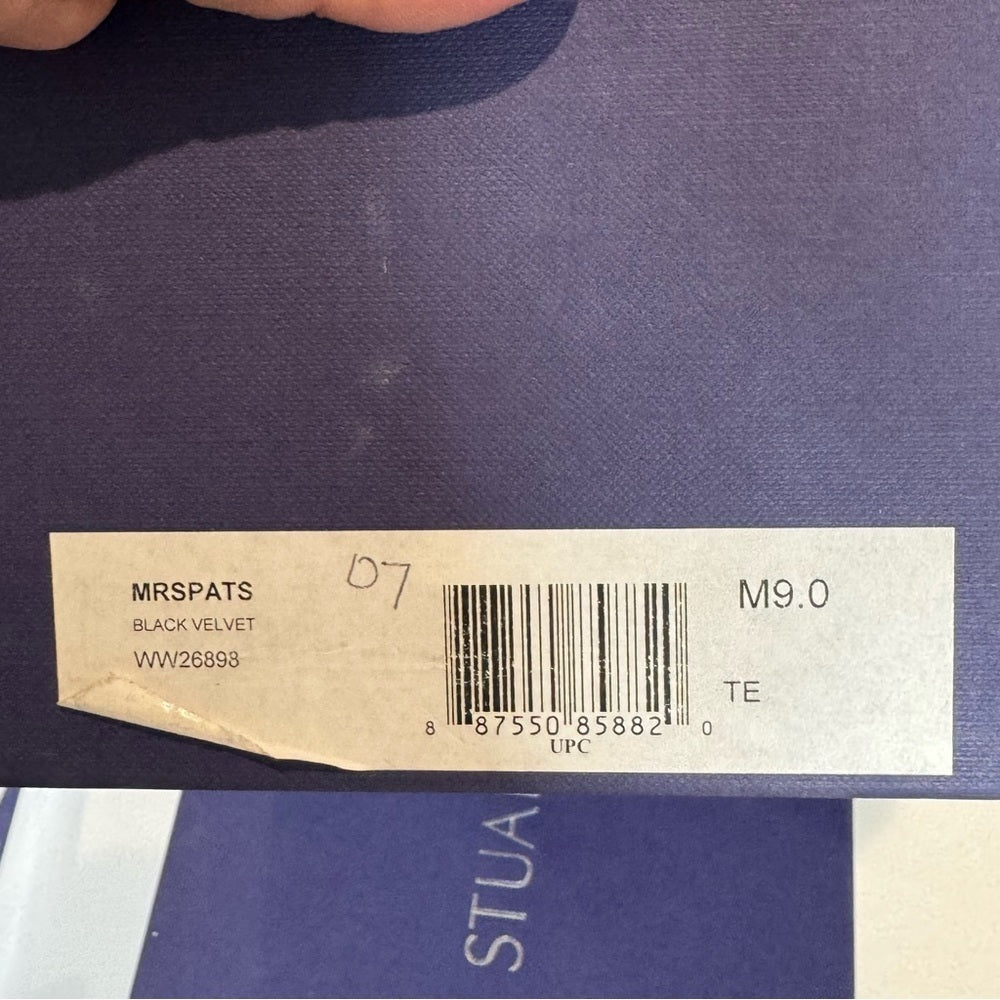 MRSPATS
BLACK VELVET
WW26898
07
8 87550 85882 0
UPC
M9.0
TE
STUA